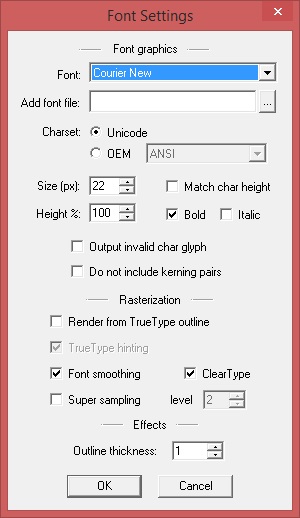 Font Settings
Font graphics
Font: Courier New
Add font file: ...
Charset: Unicode
OEM ANSI
Size (px): 22 Match char height
Height %: 100 Bold Italic
Output invalid char glyph
Do not include kerning pairs
Rasterization
Render from TrueType outline
TrueType hinting
Font smoothing ClearType
Super sampling level 2
Effects
Outline thickness: 1
OK Cancel